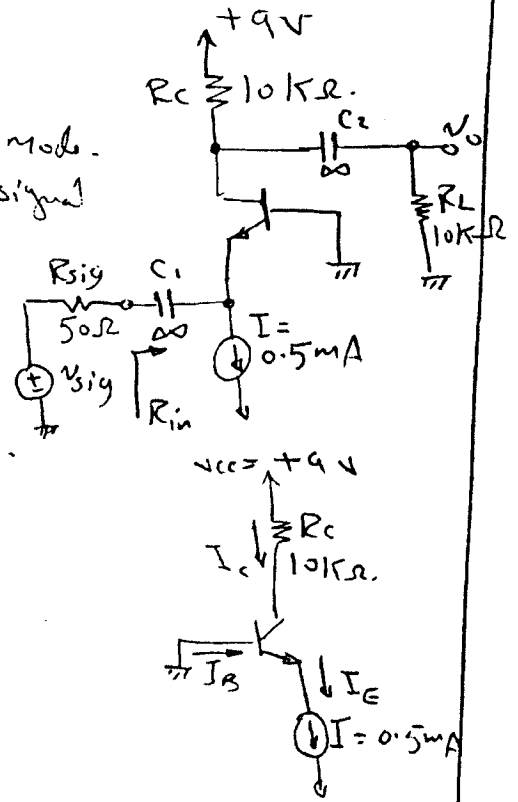 +9V
RC 10KΩ.
C2
Mode.
signal
vo
RL
10KΩ
Rsig
C1
50Ω
∞
∞
I=
0.5mA
vsig
Rin
vcc= +9 V
Ic
Rc
10KΩ.
IB
IE
I=0.5mA